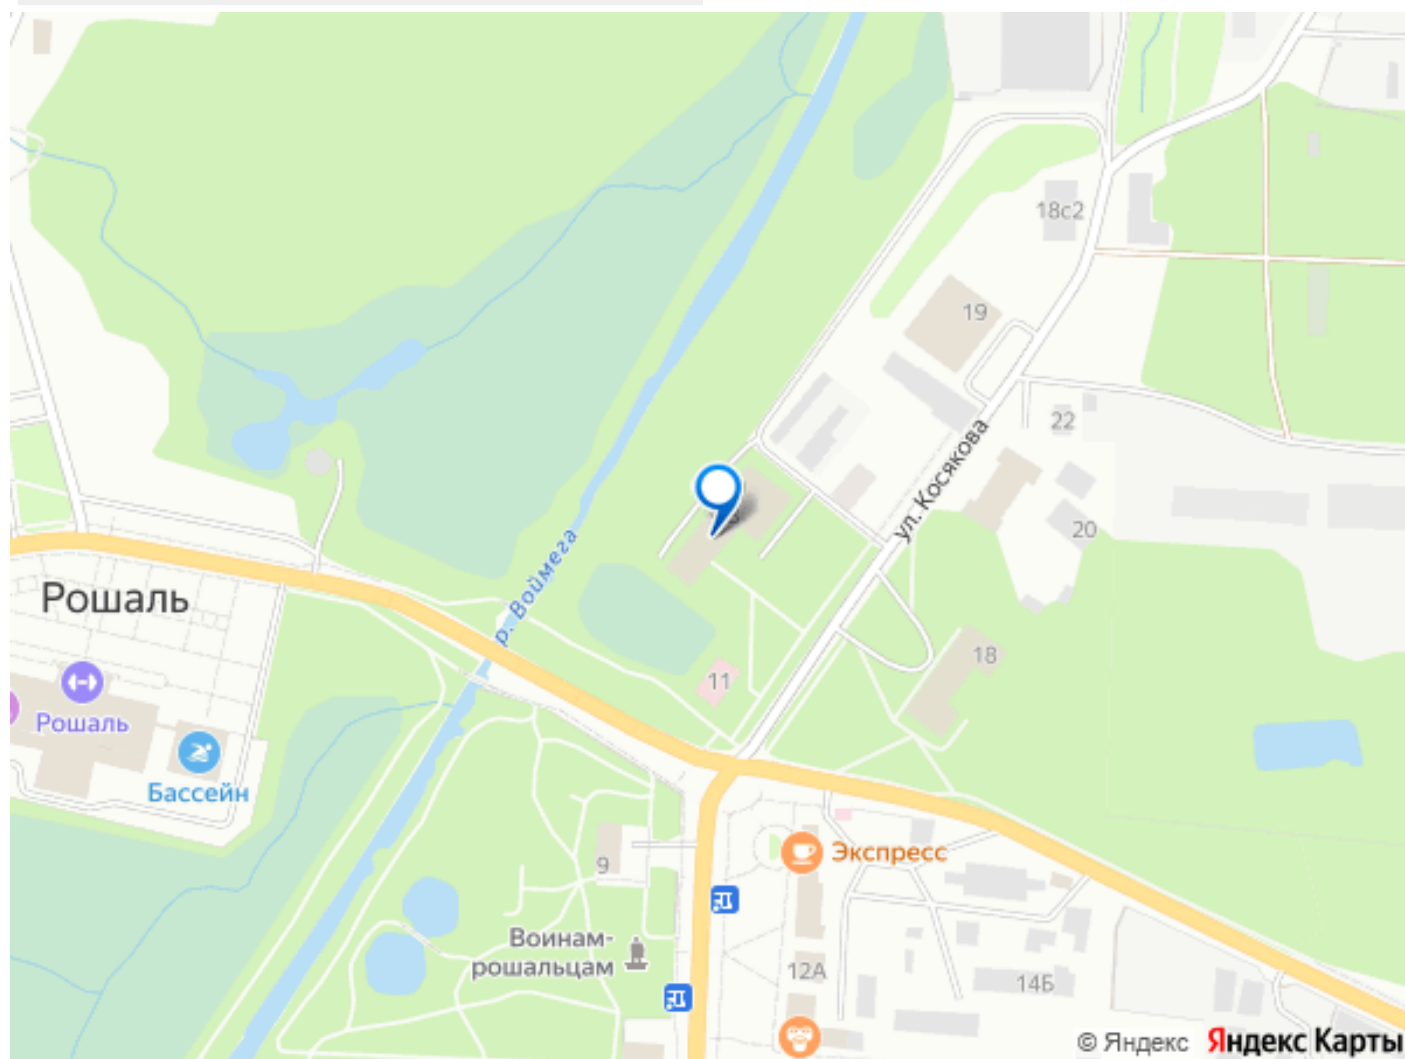 18с2
19
22
ул. Косякова
20
р. Воймега
Рошаль
18
11
Рошаль
Бассейн
Экспресс
9
Воинам-
рошальцам
12А
14Б
© Яндекс Яндекс Карты